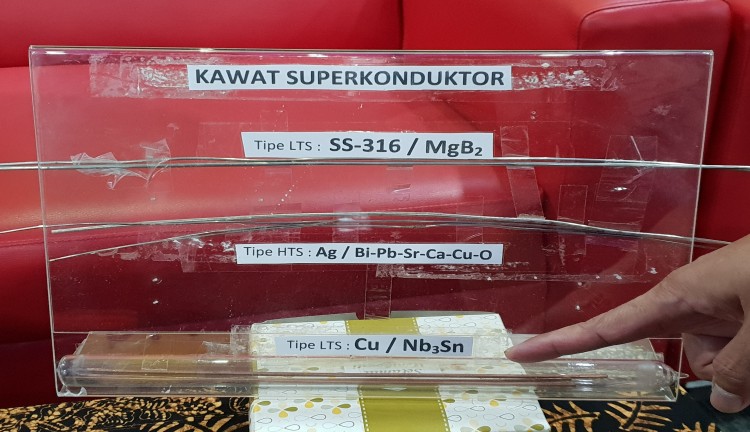 KAWAT SUPERKONDUKTOR
Tipe LTS : SS-316 / MgB₂
Tipe HTS : Ag / Bi-Pb-Sr-Ca-Cu-O
Tipe LTS : Cu / Nb₃Sn